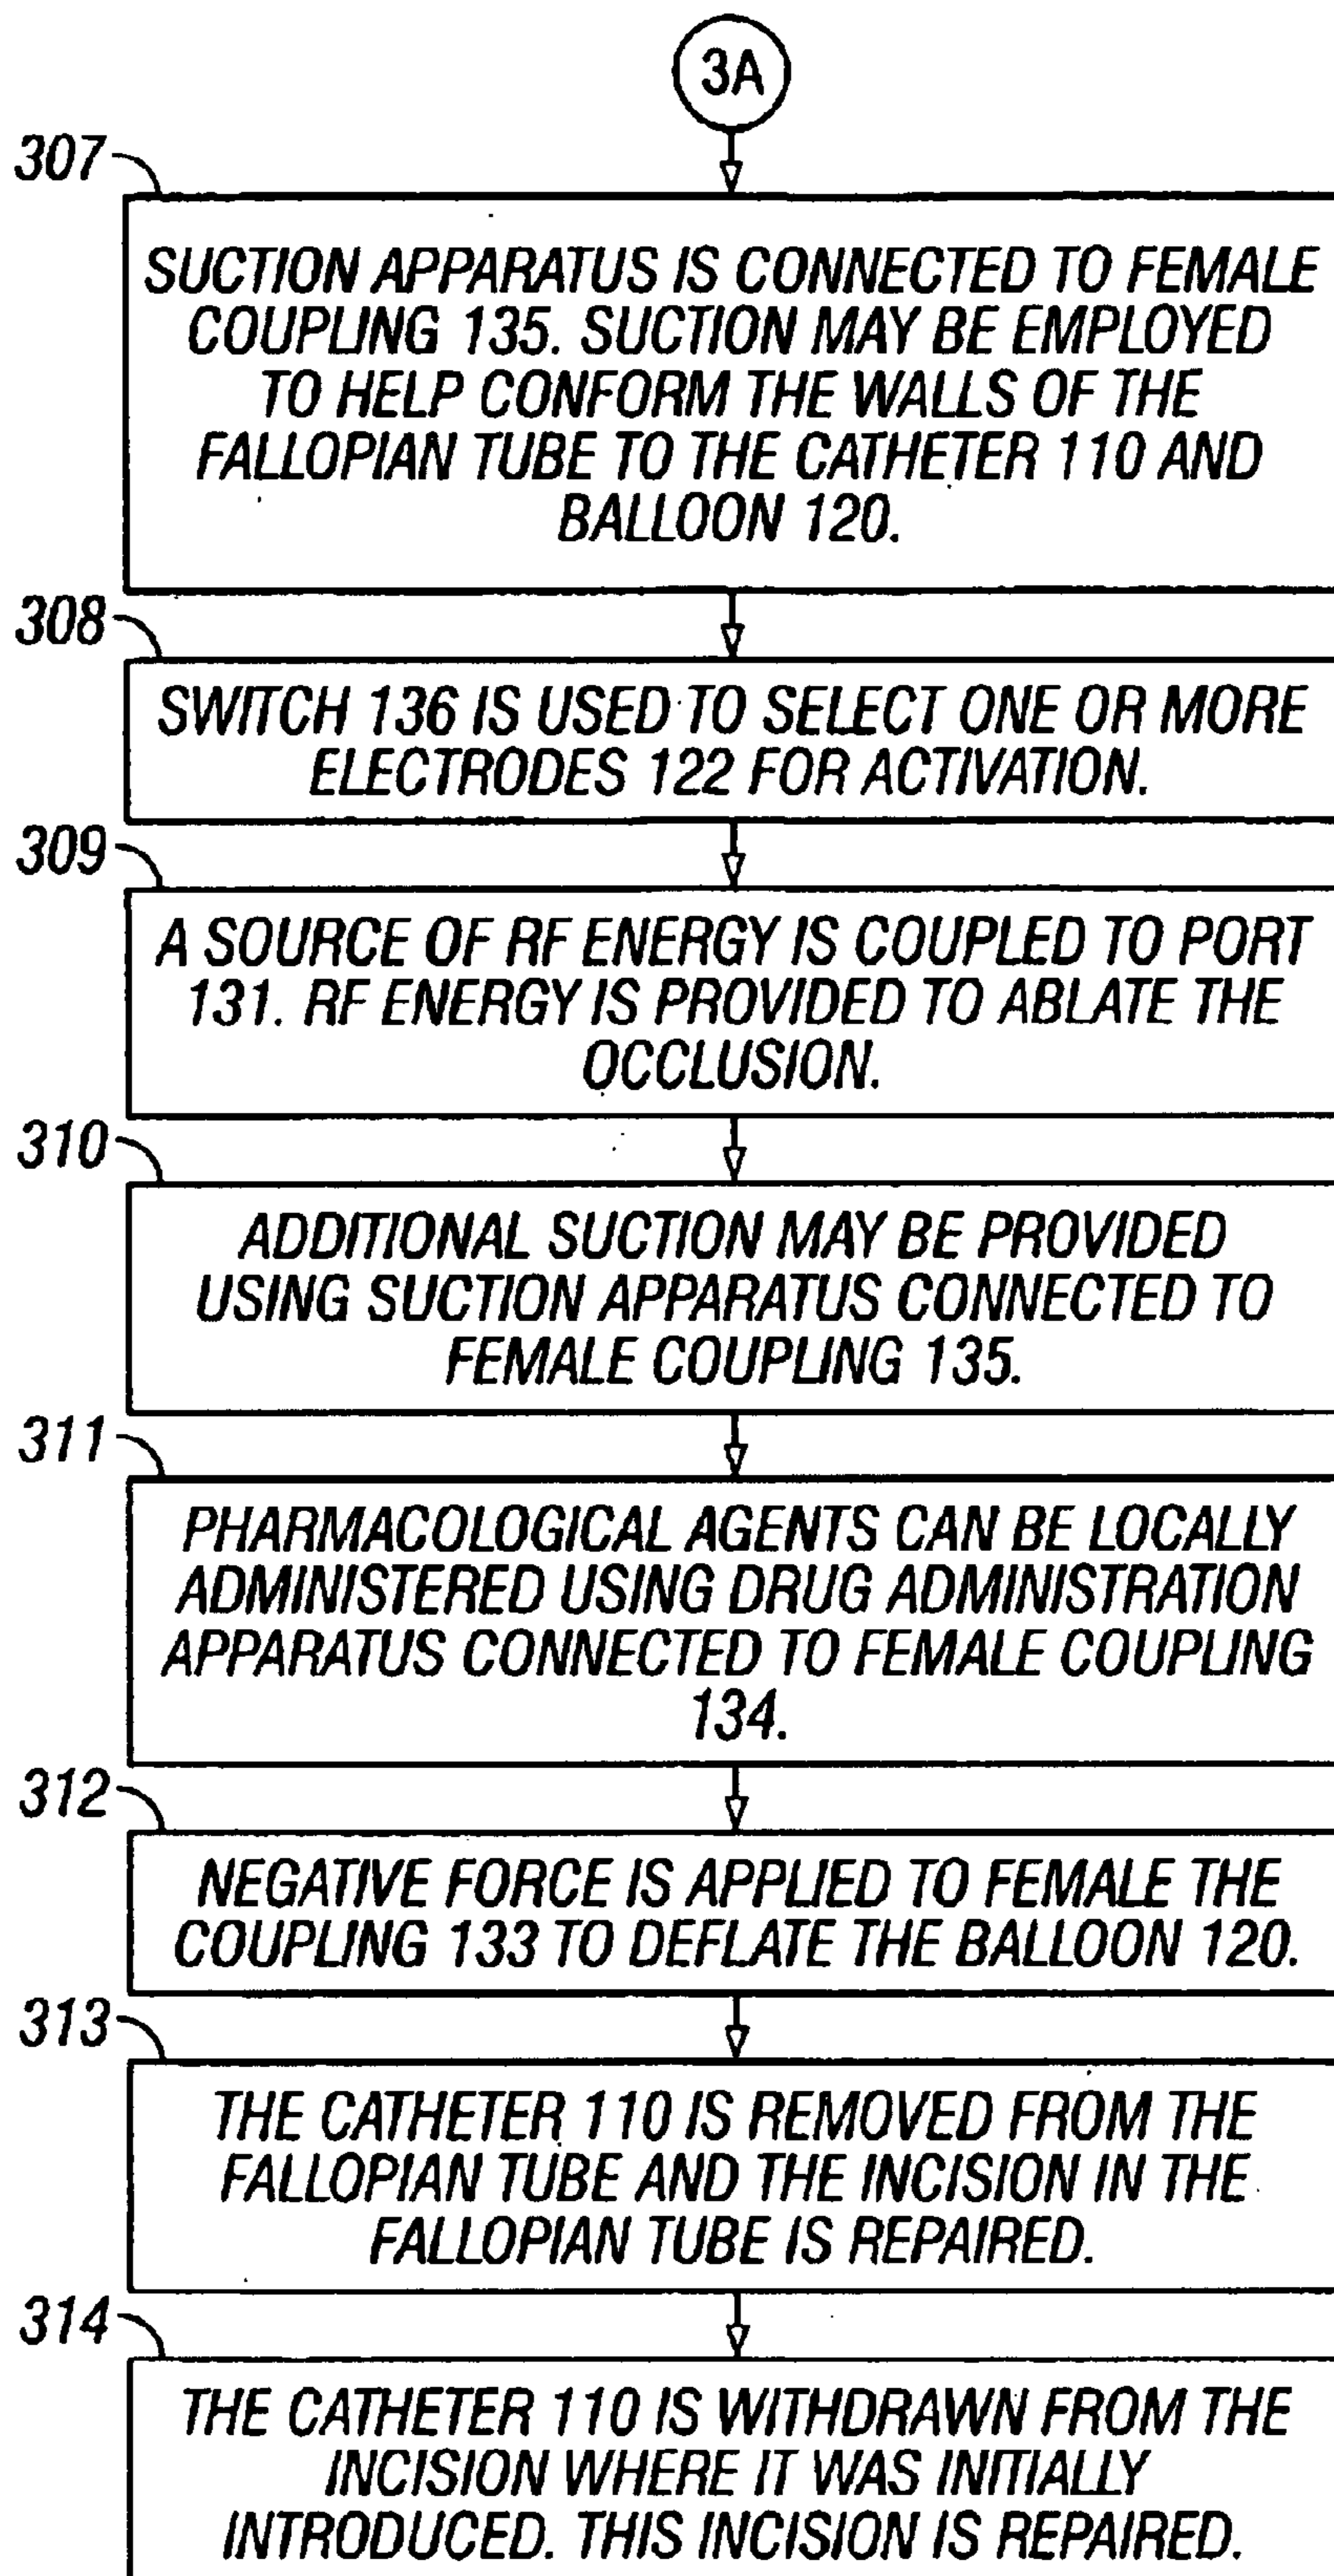 3A
307
SUCTION APPARATUS IS CONNECTED TO FEMALE
COUPLING 135. SUCTION MAY BE EMPLOYED
TO HELP CONFORM THE WALLS OF THE
FALLOPIAN TUBE TO THE CATHETER 110 AND
BALLOON 120.
308
SWITCH 136 IS USED TO SELECT ONE OR MORE
ELECTRODES 122 FOR ACTIVATION.
309
A SOURCE OF RF ENERGY IS COUPLED TO PORT
131. RF ENERGY IS PROVIDED TO ABLATE THE
OCCLUSION.
310
ADDITIONAL SUCTION MAY BE PROVIDED
USING SUCTION APPARATUS CONNECTED TO
FEMALE COUPLING 135.
311
PHARMACOLOGICAL AGENTS CAN BE LOCALLY
ADMINISTERED USING DRUG ADMINISTRATION
APPARATUS CONNECTED TO FEMALE COUPLING
134.
312
NEGATIVE FORCE IS APPLIED TO FEMALE THE
COUPLING 133 TO DEFLATE THE BALLOON 120.
313
THE CATHETER 110 IS REMOVED FROM THE
FALLOPIAN TUBE AND THE INCISION IN THE
FALLOPIAN TUBE IS REPAIRED.
314
THE CATHETER 110 IS WITHDRAWN FROM THE
INCISION WHERE IT WAS INITIALLY
INTRODUCED. THIS INCISION IS REPAIRED.